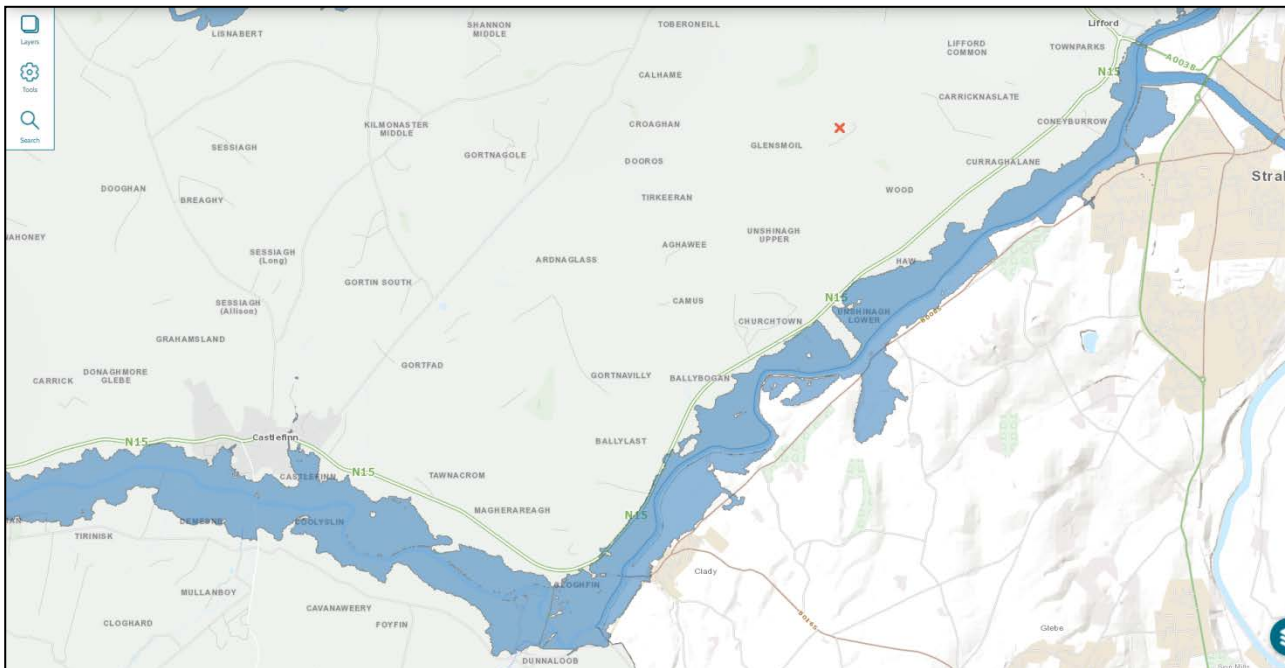 Layers
Tools
Search
LISNABERT
SHANNON
MIDDLE
TOBERONEILL
Lifford
LIFFORD
COMMON
TOWNPARKS
A0038
N15
CALHAME
CARRICKNASLATE
KILMONASTER
MIDDLE
CROAGHAN
CONEYBURROW
SESSIAGH
GORTNAGOLE
GLENSMOIL
DOOROS
CURRAGHALANE
Stral
DOOGHAN
BREAGHY
TIRKEERAN
WOOD
NAHONEY
SESSIAGH
(Long)
AGHAWEE
UNSHINAGH
UPPER
ARDNAGLASS
HAW
GORTIN SOUTH
SESSIAGH
(Allison)
CAMUS
N15
UNSHINAGH
LOWER
CHURCHTOWN
GRAHAMSLAND
GORTFAD
DONAGHMORE
GLEBE
CARRICK
GORTNAVILLY
BALLYBOGAN
N15
Castlefinn
BALLYLAST
CASTLEFINN
N15
TAWNACROM
MAGHERAREAGH
N15
DEMESNE
COOLYSLIN
TIRINISK
CLOGHFIN
Clady
MULLANBOY
CAVANAWEERY
FOYFIN
CLOGHARD
Glebe
DUNNALOOB